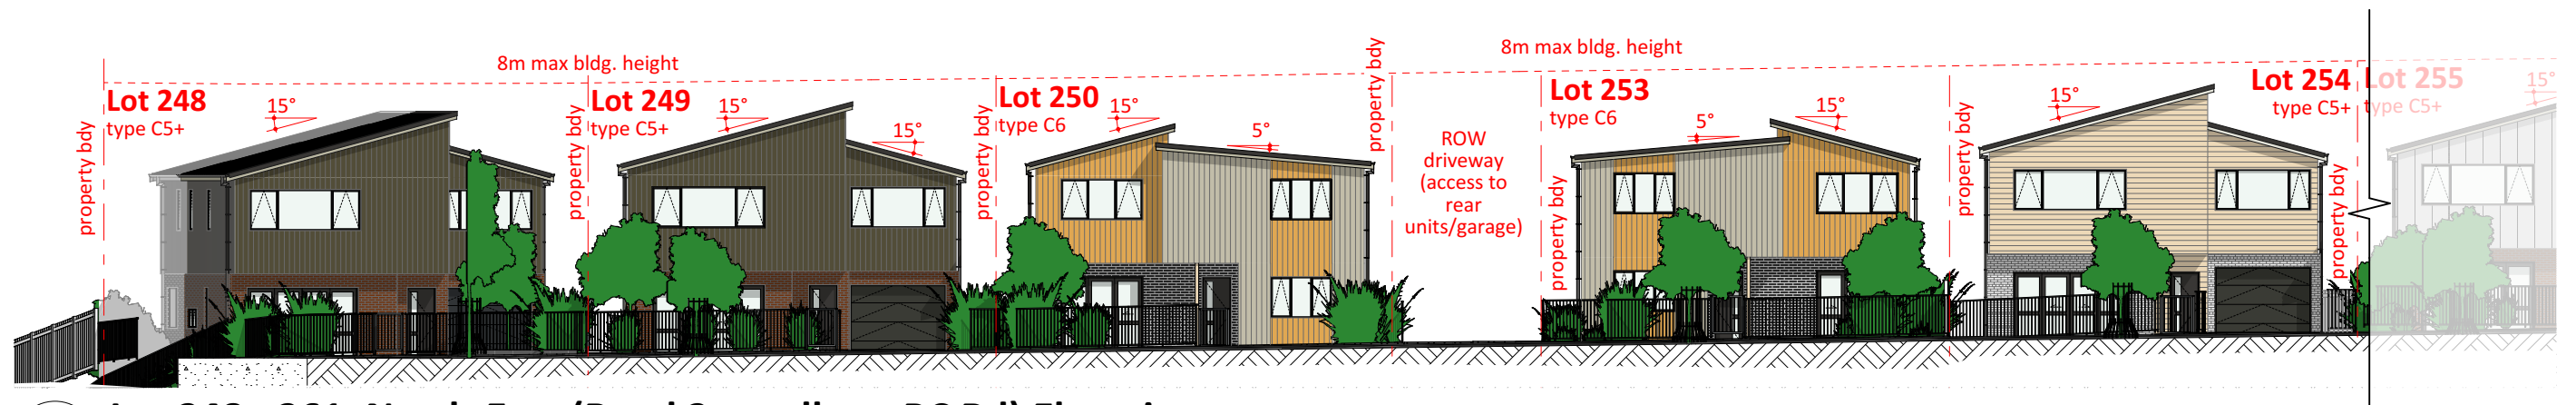 8m max bldg. height
8m max bldg. height
property bdy
Lot 248
type C5+
15°
property bdy
property bdy
Lot 249
type C5+
15°
15°
property bdy
Lot 250
type C6
15°
5°
property bdy
ROW
driveway
(access to
rear
units/garage)
property bdy
Lot 253
type C6
5°
15°
property bdy
15°
Lot 254
type C5+
property bdy
Lot 255
type C5+
15°